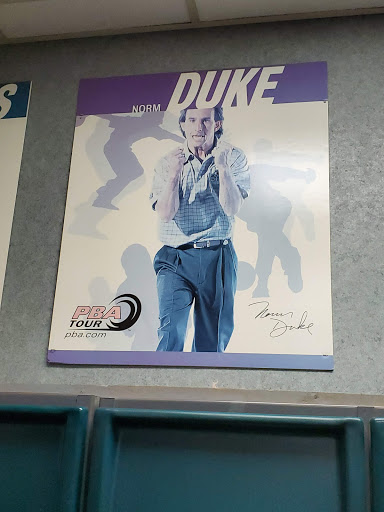 S
NORM DUKE
PBA
TOUR
pba.com
Norm
Duke